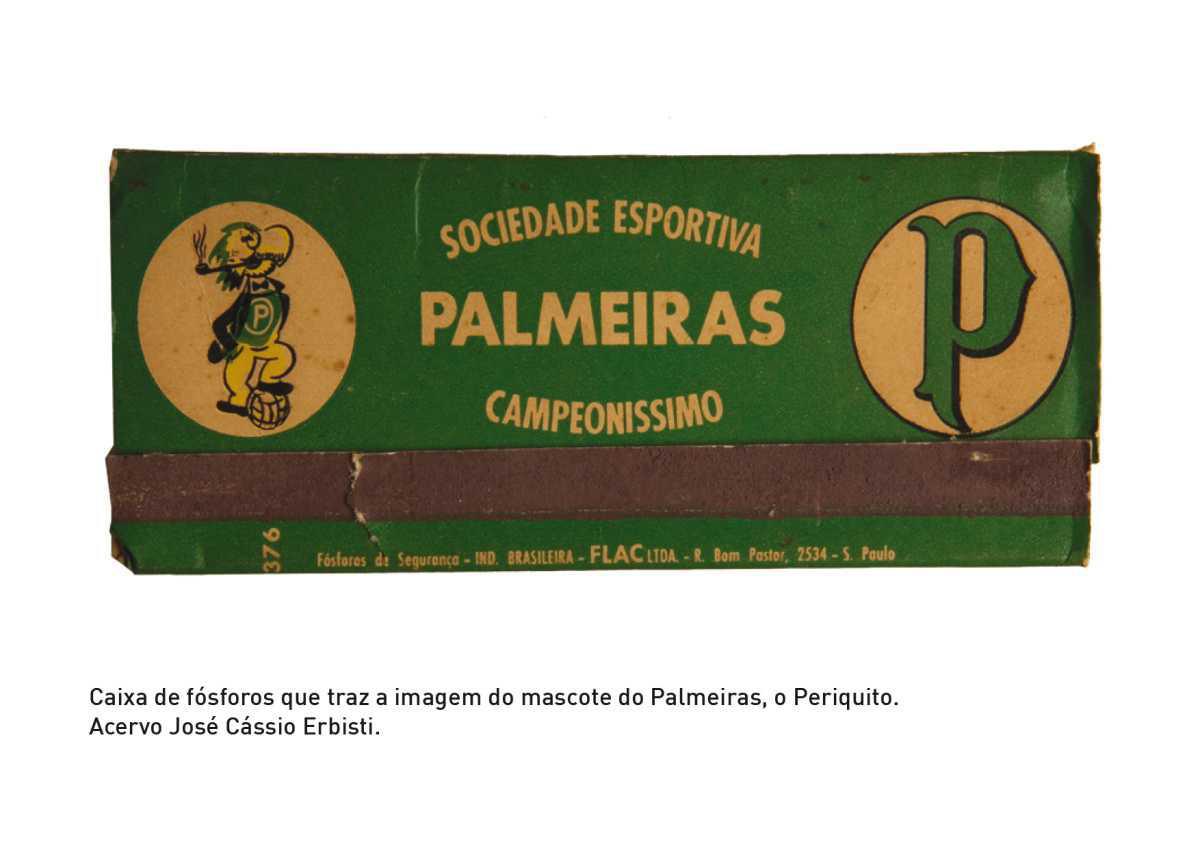 SOCIEDADE ESPORTIVA
PALMEIRAS
CAMPEONISSIMO
P
P
376
Fósforos de Segurança - IND. BRASILEIRA - FLAC LTDA. - R. Bom Pastor, 2534 - S. Paulo
Caixa de fósforos que traz a imagem do mascote do Palmeiras, o Periquito.
Acervo José Cássio Erbisti.